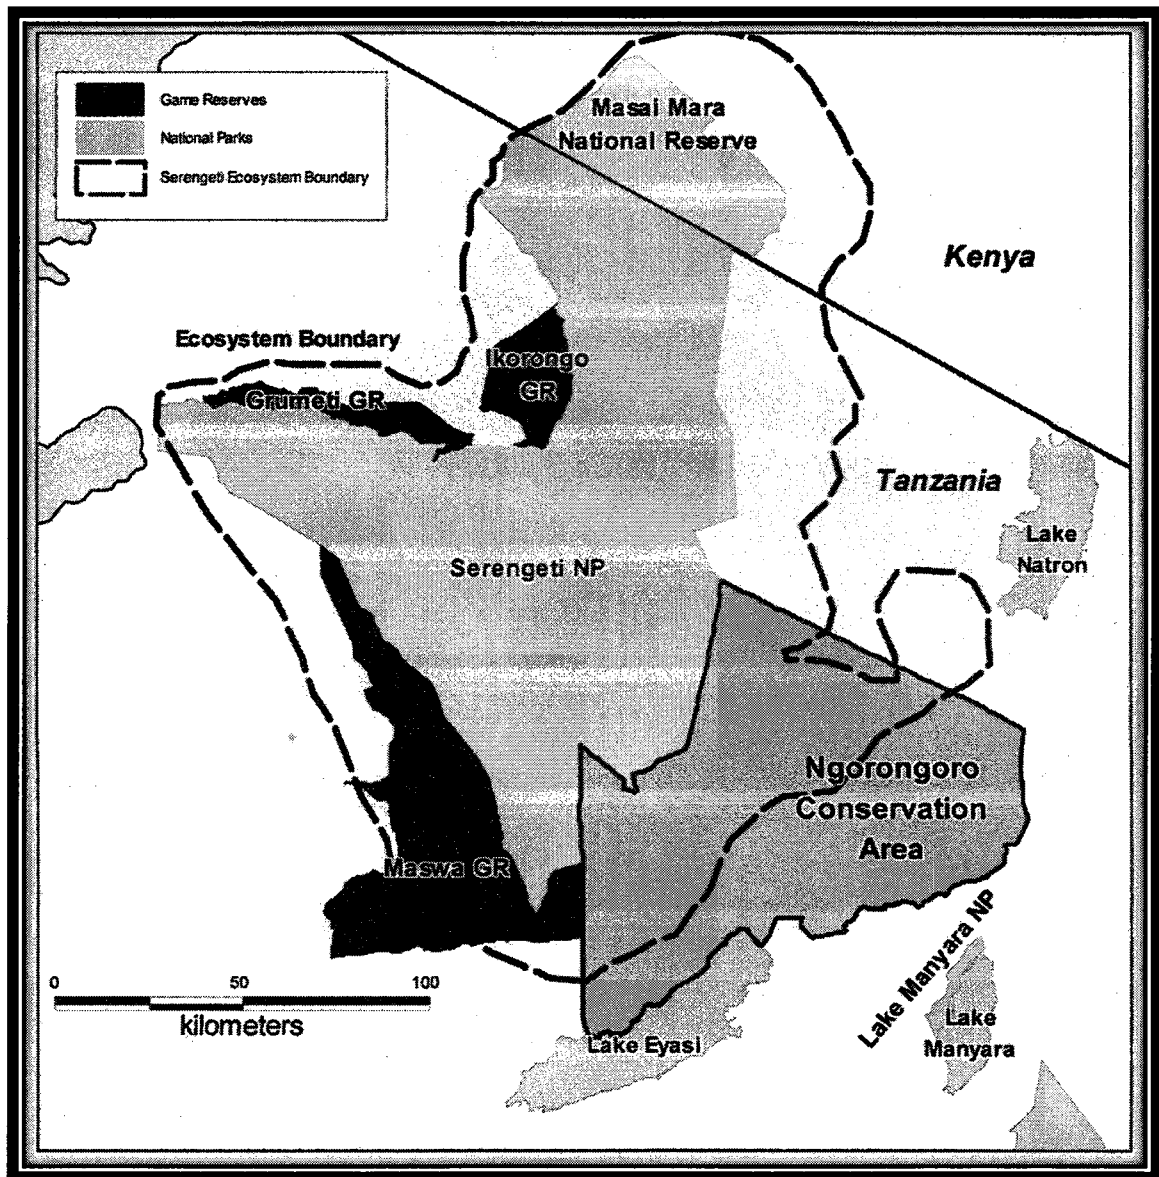 Game Reserves
National Parks
Serengeti Ecosystem Boundary
Masai Mara
National Reserve
Kenya
Ecosystem Boundary
Ikorongo
GR
Grumeti GR
Tanzania
Lake
Natron
Serengeti NP
Ngorongoro
Conservation
Area
Maswa GR
Lake Manyara NP
0 50 100
kilometers
Lake Eyasi
Lake
Manyara